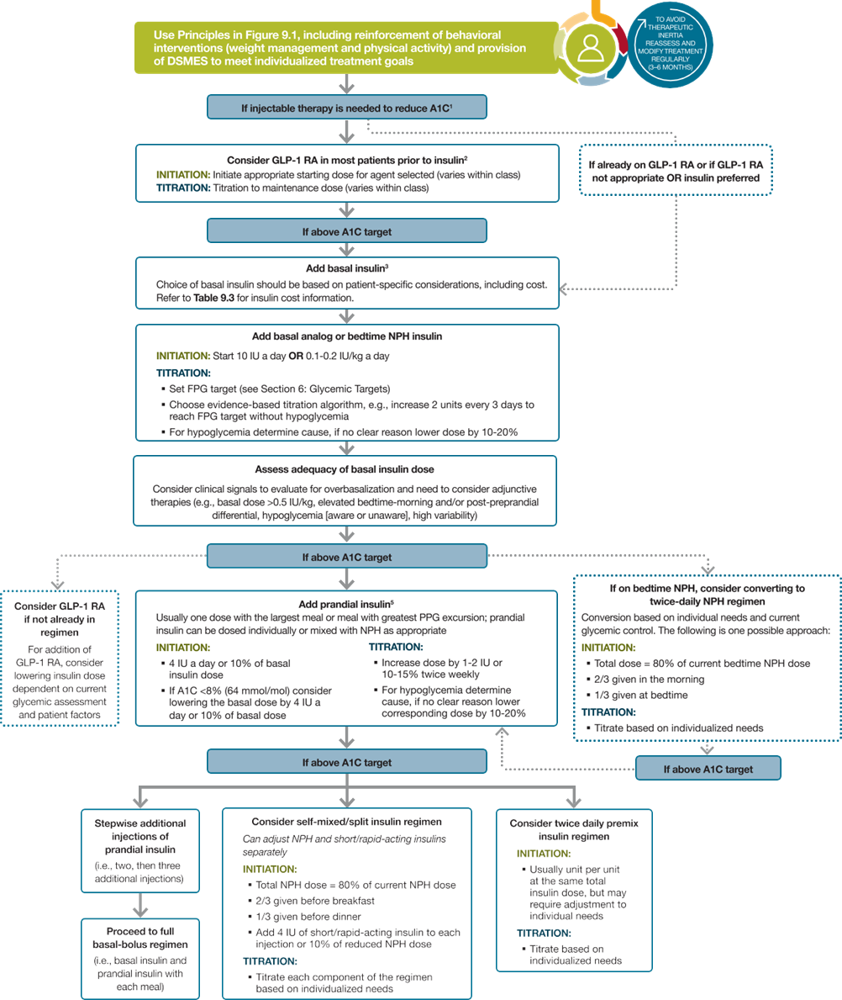 Use Principles in Figure 9.1, including reinforcement of behavioral
interventions (weight management and physical activity) and provision
of DSMES to meet individualized treatment goals
TO AVOID
THERAPEUTIC
INERTIA
REASSESS AND
MODIFY TREATMENT
REGULARLY
(3–6 MONTHS)
If injectable therapy is needed to reduce A1C¹
Consider GLP-1 RA in most patients prior to insulin²
INITIATION: Initiate appropriate starting dose for agent selected (varies within class)
TITRATION: Titration to maintenance dose (varies within class)
If already on GLP-1 RA or if GLP-1 RA
not appropriate OR insulin preferred
If above A1C target
Add basal insulin³
Choice of basal insulin should be based on patient-specific considerations, including cost.
Refer to Table 9.3 for insulin cost information.
Add basal analog or bedtime NPH insulin
INITIATION: Start 10 IU a day OR 0.1-0.2 IU/kg a day
TITRATION:
▪ Set FPG target (see Section 6: Glycemic Targets)
▪ Choose evidence-based titration algorithm, e.g., increase 2 units every 3 days to
reach FPG target without hypoglycemia
▪ For hypoglycemia determine cause, if no clear reason lower dose by 10-20%
Assess adequacy of basal insulin dose
Consider clinical signals to evaluate for overbasalization and need to consider adjunctive
therapies (e.g., basal dose >0.5 IU/kg, elevated bedtime-morning and/or post-preprandial
differential, hypoglycemia [aware or unaware], high variability)
If above A1C target
Consider GLP-1 RA
if not already in
regimen
For addition of
GLP-1 RA, consider
lowering insulin dose
dependent on current
glycemic assessment
and patient factors
Add prandial insulin⁵
Usually one dose with the largest meal or meal with greatest PPG excursion; prandial
insulin can be dosed individually or mixed with NPH as appropriate
INITIATION:
▪ 4 IU a day or 10% of basal
insulin dose
▪ If A1C <8% (64 mmol/mol) consider
lowering the basal dose by 4 IU a
day or 10% of basal dose
TITRATION:
▪ Increase dose by 1-2 IU or
10-15% twice weekly
▪ For hypoglycemia determine
cause, if no clear reason lower
corresponding dose by 10-20%
If on bedtime NPH, consider converting to
twice-daily NPH regimen
Conversion based on individual needs and current
glycemic control. The following is one possible approach:
INITIATION:
▪ Total dose = 80% of current bedtime NPH dose
▪ 2/3 given in the morning
▪ 1/3 given at bedtime
TITRATION:
▪ Titrate based on individualized needs
If above A1C target
If above A1C target
Stepwise additional
injections of
prandial insulin
(i.e., two, then three
additional injections)
Proceed to full
basal-bolus regimen
(i.e., basal insulin and
prandial insulin with
each meal)
Consider self-mixed/split insulin regimen
Can adjust NPH and short/rapid-acting insulins
separately
INITIATION:
▪ Total NPH dose = 80% of current NPH dose
▪ 2/3 given before breakfast
▪ 1/3 given before dinner
▪ Add 4 IU of short/rapid-acting insulin to each
injection or 10% of reduced NPH dose
TITRATION:
▪ Titrate each component of the regimen
based on individualized needs
Consider twice daily premix
insulin regimen
INITIATION:
▪ Usually unit per unit
at the same total
insulin dose, but may
require adjustment to
individual needs
TITRATION:
▪ Titrate based on
individualized needs